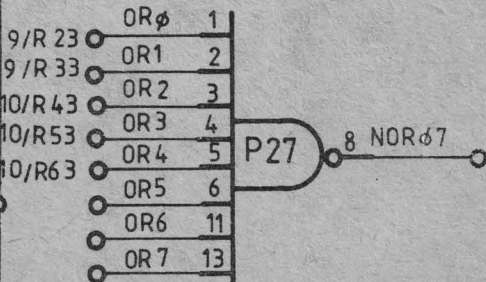 9/R 23 ORø 1
9/R 33 OR1 2
10/R43 OR2 3
10/R53 OR3 4
10/R63 OR4 5
P27 8 NORø7
OR5 6
OR6 11
OR7 13